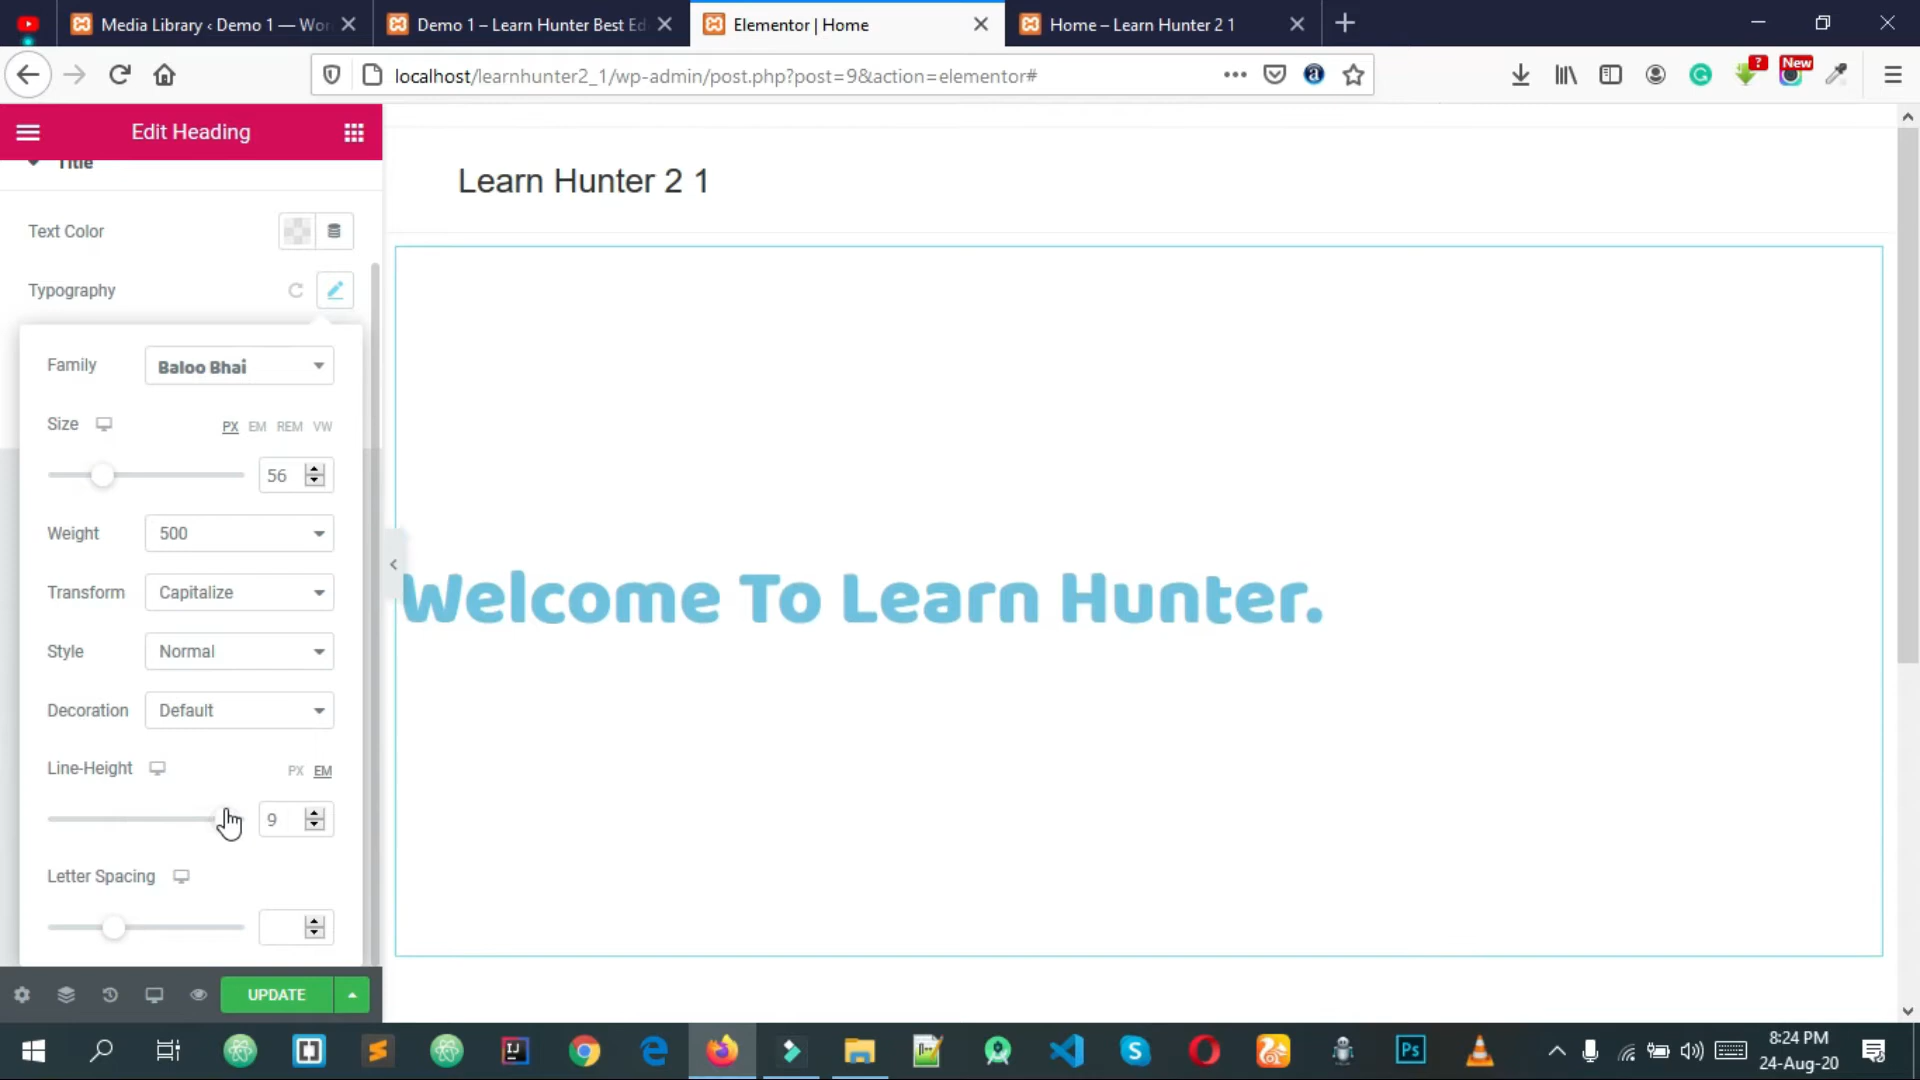 Media Library ‹ Demo 1 — Wor
Demo 1 – Learn Hunter Best Ed
Elementor | Home
Home – Learn Hunter 2 1
localhost/learnhunter2_1/wp-admin/post.php?post=9&action=elementor#
a
?
New
Edit Heading
Title
Text Color
Typography
Family
Baloo Bhai
Size
PX EM REM VW
56
Weight
500
Transform
Capitalize
Style
Normal
Decoration
Default
Line-Height
PX EM
9
Letter Spacing
UPDATE
Learn Hunter 2 1
Welcome To Learn Hunter.
IJ
S
Ps
8:24 PM
24-Aug-20